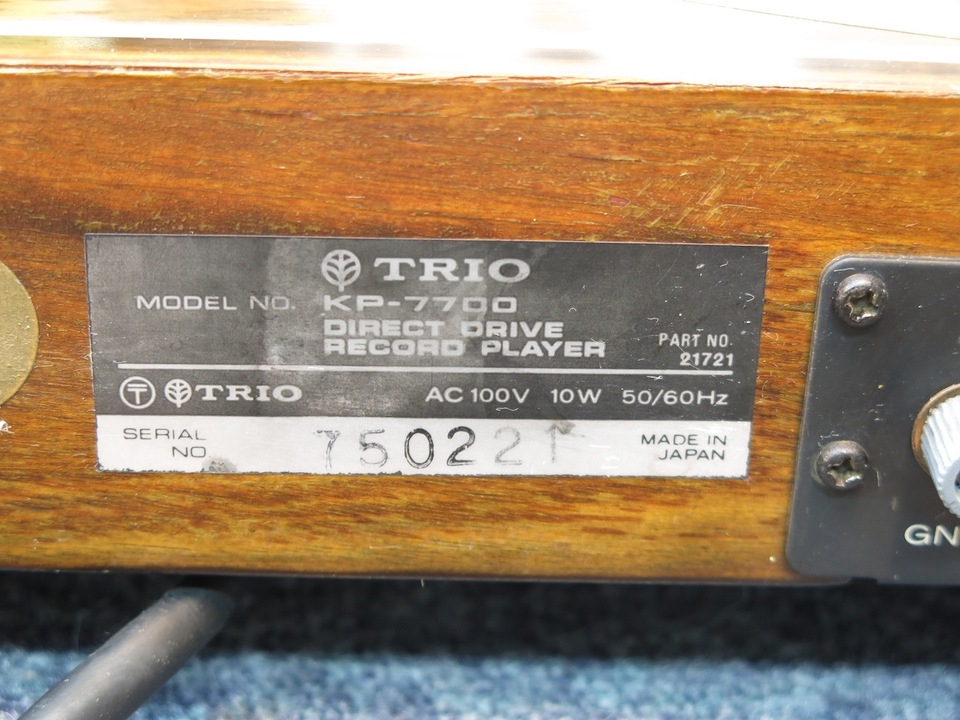 TRIO
MODEL NO. KP-7700
DIRECT DRIVE
RECORD PLAYER
PART NO.
21721
TRIO AC 100V 10W 50/60Hz
SERIAL NO 750221
MADE IN JAPAN
GN